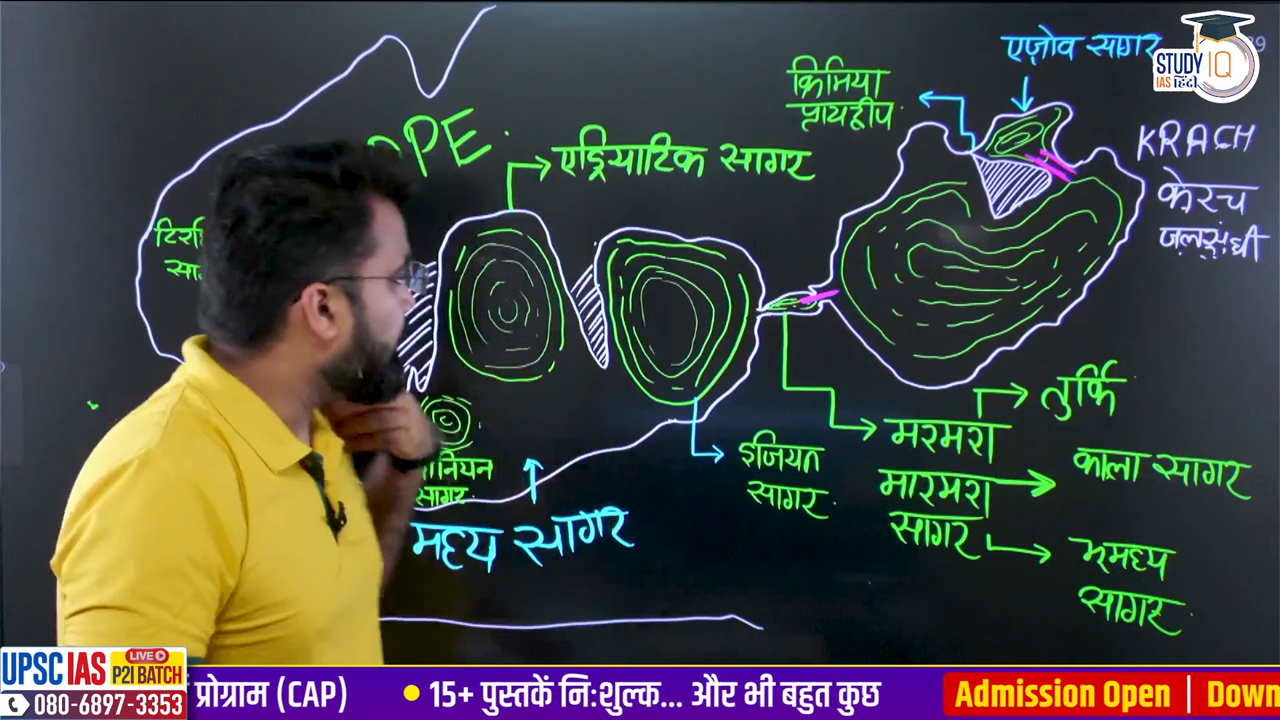 एज़ोव सागर
STUDY IQ
IAS हिंदी
क्रिमिया
प्रायद्वीप
KRACH
केरच
जलसंधी
एड्रियाटिक सागर
तुर्कि
मरमरा
काला सागर
मारमरा
सागर
इजियन
सागर
सागर
मध्य सागर
भूमध्य
सागर
UPSC IAS
LIVE
P2I BATCH
080-6897-3353
प्रोग्राम (CAP)
15+ पुस्तकें निःशुल्क... और भी बहुत कुछ
Admission Open |